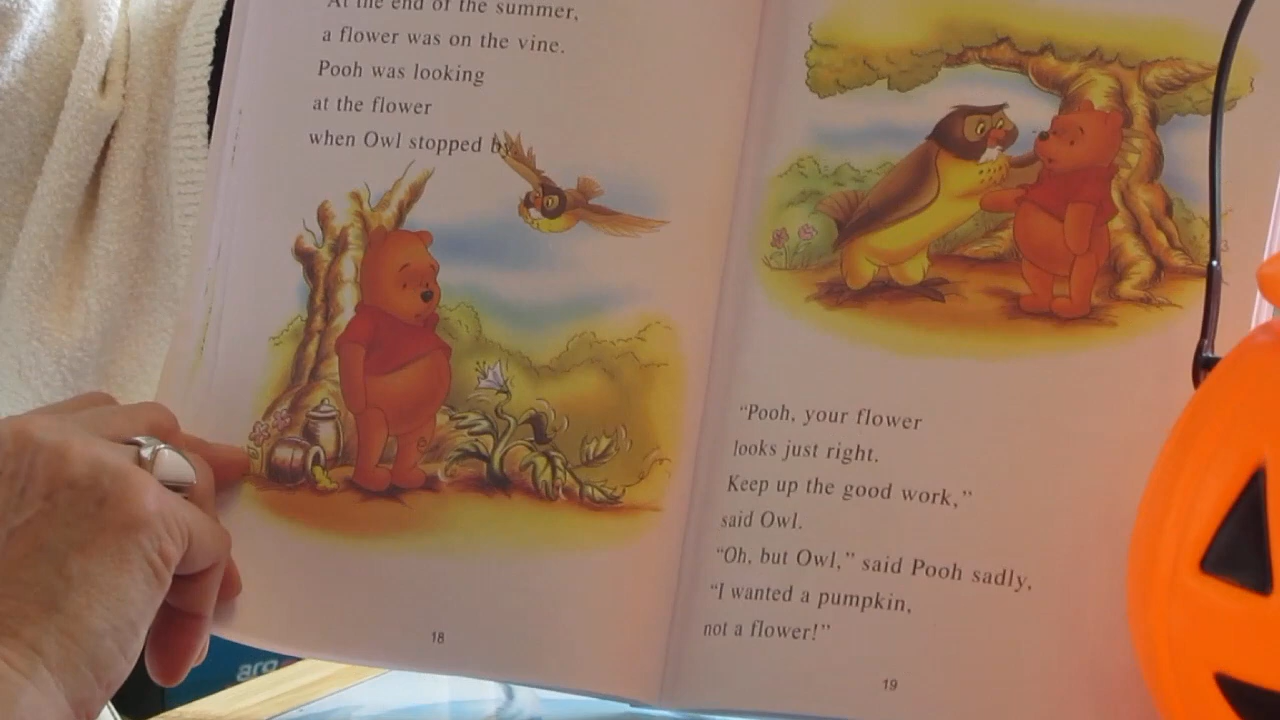 At the end of the summer,
a flower was on the vine.
Pooh was looking
at the flower
when Owl stopped by.
18
"Pooh, your flower
looks just right.
Keep up the good work,"
said Owl.
"Oh, but Owl," said Pooh sadly,
"I wanted a pumpkin,
not a flower!"
19